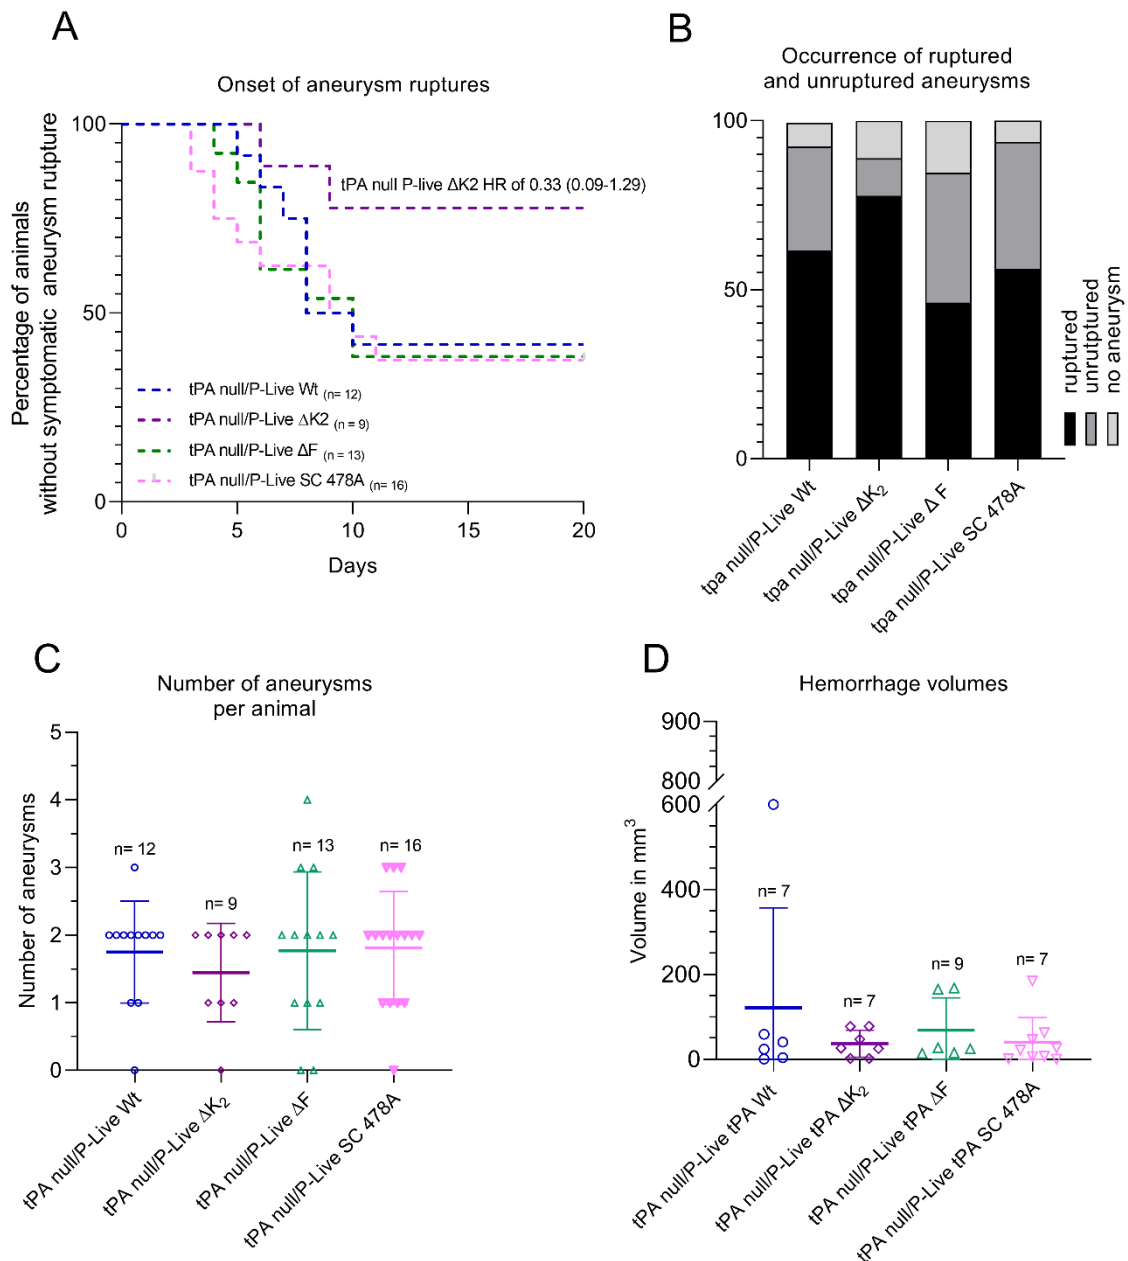 A
Onset of aneurysm ruptures
Percentage of animals
without symptomatic aneurysm rutpture
100
50
0
tPA null P-live ΔK2 HR of 0.33 (0.09-1.29)
tPA null/P-Live Wt (n= 12)
tPA null/P-Live ΔK2 (n = 9)
tPA null/P-Live ΔF (n = 13)
tPA null/P-Live SC 478A (n= 16)
0 5 10 15 20
Days
B
Occurrence of ruptured
and unruptured aneurysms
100
50
0
tpa null/P-Live Wt
tpa null/P-Live ΔK2
tpa null/P-Live Δ F
tpa null/P-Live SC 478A
ruptured
unrutptured
no aneurysm
C
Number of aneurysms
per animal
Number of aneurysms
5
4
3
2
1
0
n= 12
n= 9
n= 13
n= 16
tPA null/P-Live Wt
tPA null/P-Live ΔK2
tPA null/P-Live ΔF
tPA null/P-Live SC 478A
D
Hemorrhage volumes
Volume in mm3
900
800
600
400
200
0
n= 7
n= 7
n= 9
n= 7
tPA null/P-Live tPA Wt
tPA null/P-Live tPA ΔK2
tPA null/P-Live tPA ΔF
tPA null/P-Live tPA SC 478A